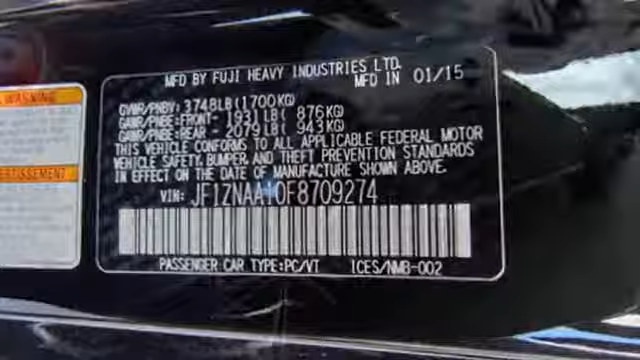 WARNING
MFD BY FUJI HEAVY INDUSTRIES LTD.
MFD IN 01/15
GVWR/PNBV: 3748LB(1700KG)
GAWR/PNBE:FRONT- 1931LB( 876KG)
GAWR/PNBE:REAR - 2079LB( 943KG)
THIS VEHICLE CONFORMS TO ALL APPLICABLE FEDERAL MOTOR
VEHICLE SAFETY, BUMPER, AND THEFT PREVENTION STANDARDS
IN EFFECT ON THE DATE OF MANUFACTURE SHOWN ABOVE.
VIN: JF1ZNAA10F8709274
PASSENGER CAR TYPE:PC/VT ICES/NMB-002